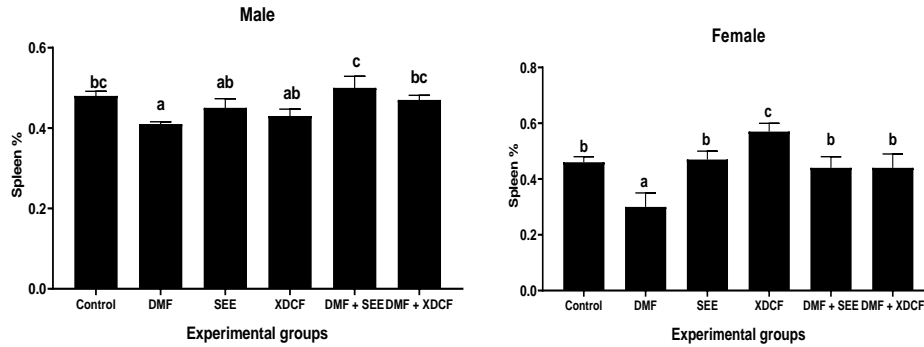 Male
0.6
0.4
0.2
0.0
Spleen %
bc
a
ab
ab
c
bc
Control DMF SEE XDCF DMF + SEE DMF + XDCF
Experimental groups
Female
0.8
0.6
0.4
0.2
0.0
Spleen %
b
a
b
c
b
b
Control DMF SEE XDCF DMF + SEE DMF + XDCF
Experimental groups